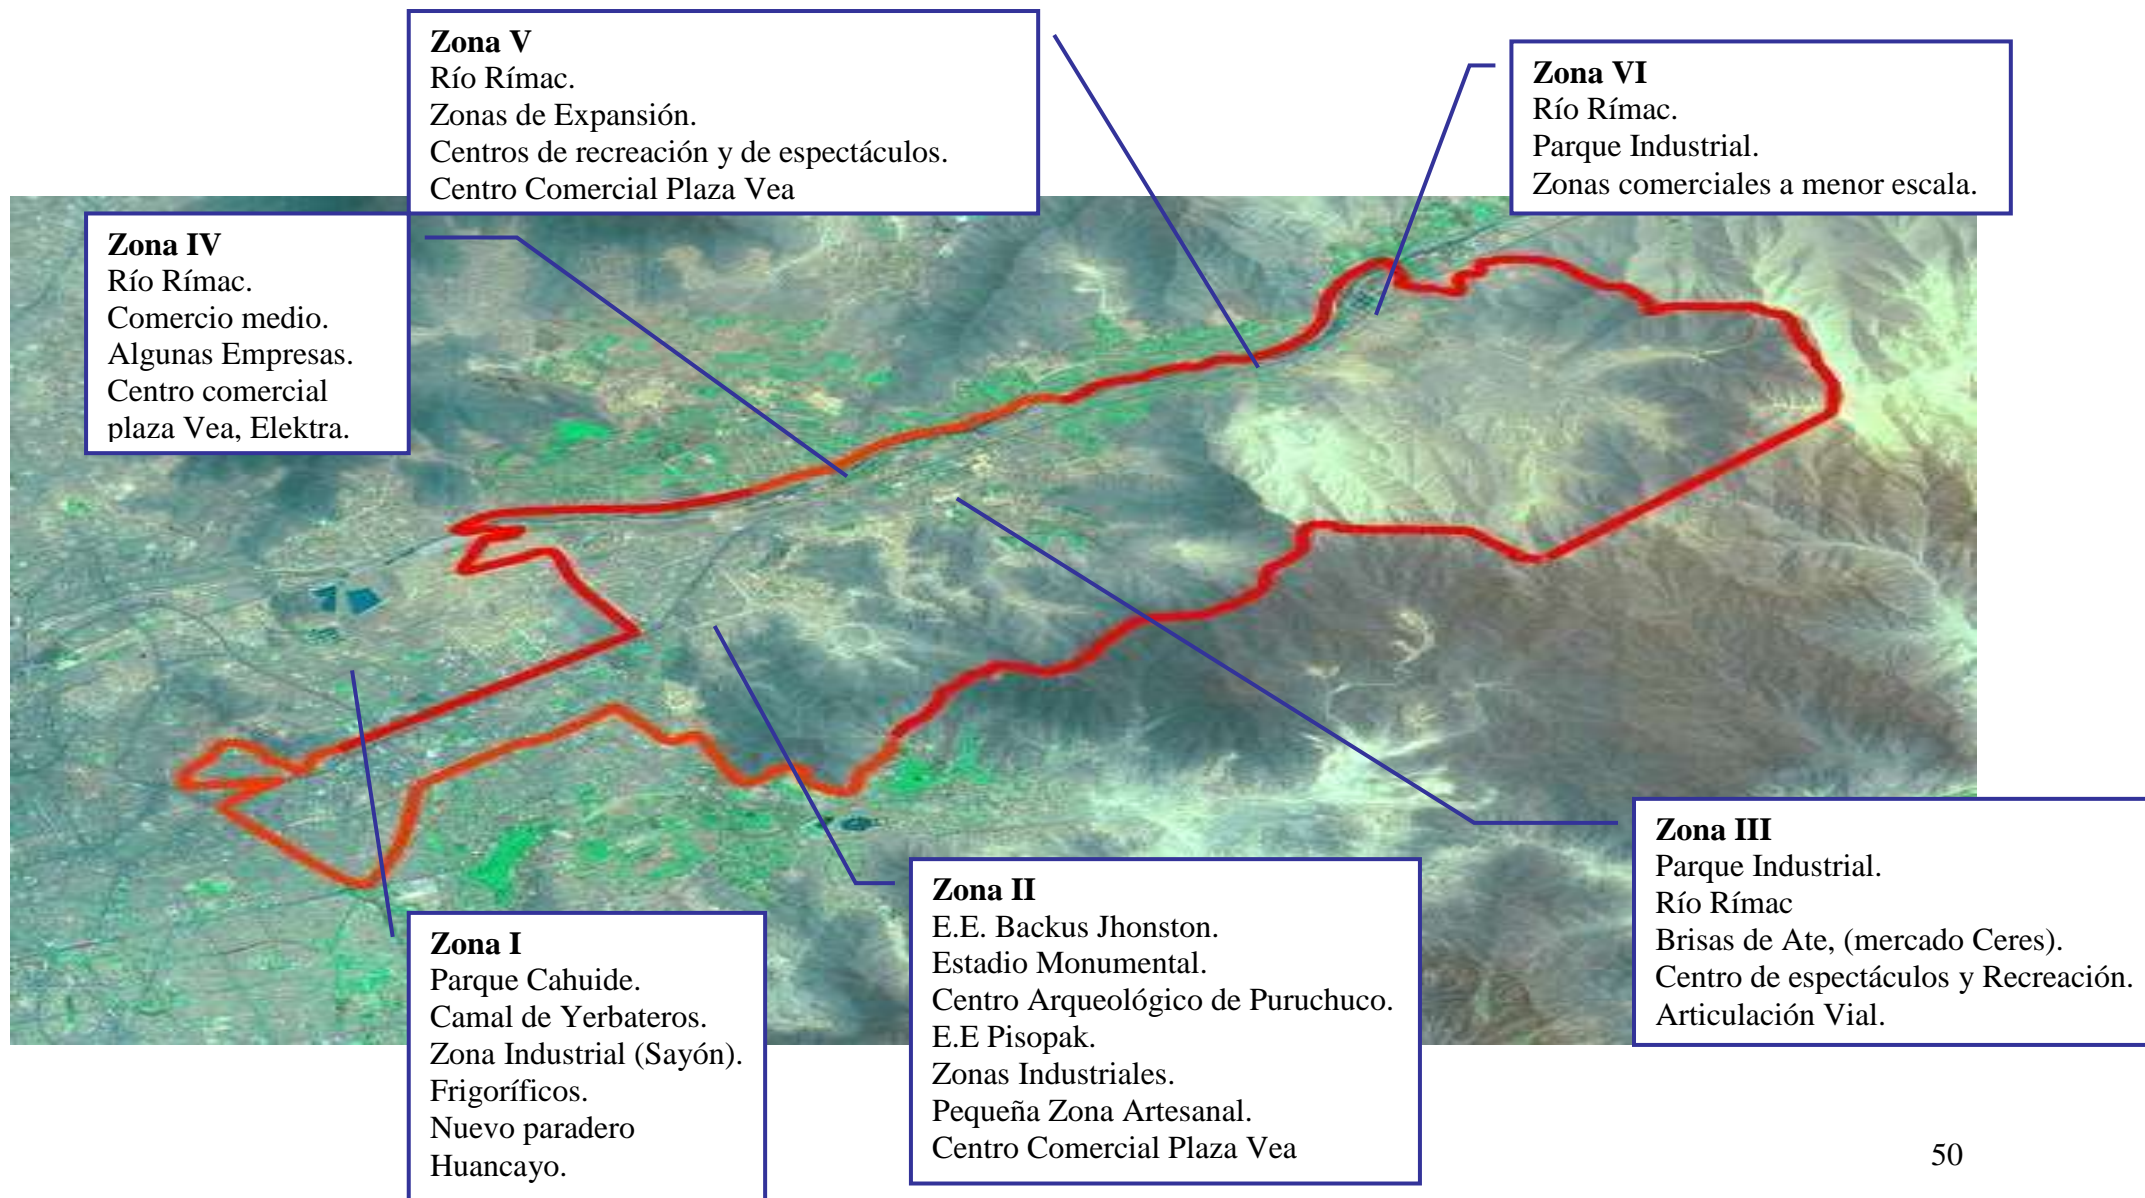 Zona V
Río Rímac.
Zonas de Expansión.
Centros de recreación y de espectáculos.
Centro Comercial Plaza Vea
Zona VI
Río Rímac.
Parque Industrial.
Zonas comerciales a menor escala.
Zona IV
Río Rímac.
Comercio medio.
Algunas Empresas.
Centro comercial
plaza Vea, Elektra.
Zona III
Parque Industrial.
Río Rímac
Brisas de Ate, (mercado Ceres).
Centro de espectáculos y Recreación.
Articulación Vial.
Zona II
E.E. Backus Jhonston.
Estadio Monumental.
Centro Arqueológico de Puruchuco.
E.E Pisopak.
Zonas Industriales.
Pequeña Zona Artesanal.
Centro Comercial Plaza Vea
Zona I
Parque Cahuide.
Camal de Yerbateros.
Zona Industrial (Sayón).
Frigoríficos.
Nuevo paradero
Huancayo.
50